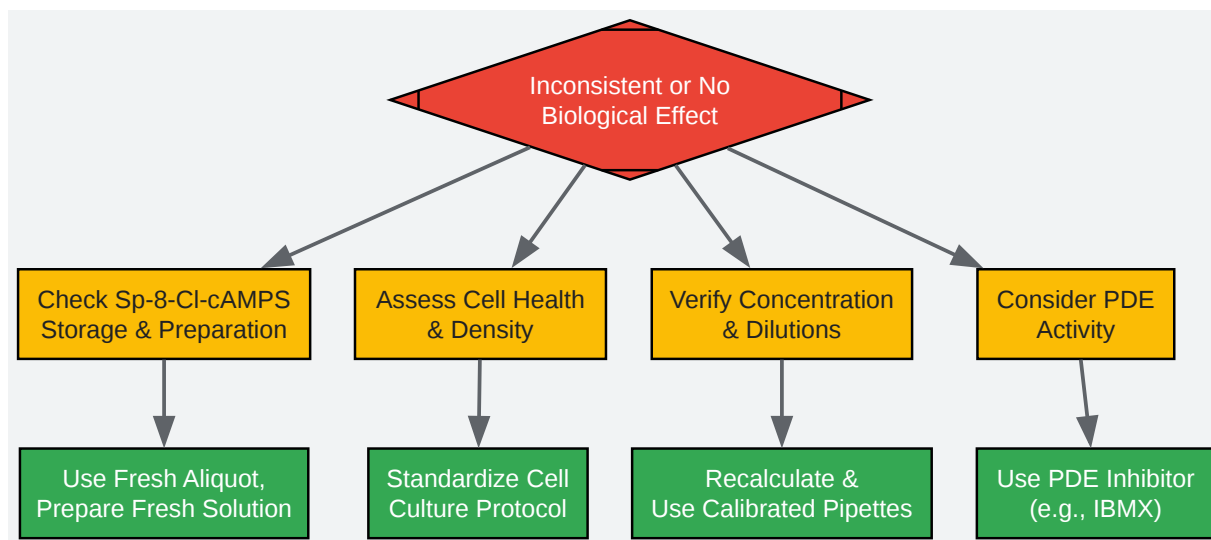 Inconsistent or No
Biological Effect
Check Sp-8-Cl-cAMPS
Storage & Preparation
Assess Cell Health
& Density
Verify Concentration
& Dilutions
Consider PDE
Activity
Use Fresh Aliquot,
Prepare Fresh Solution
Standardize Cell
Culture Protocol
Recalculate &
Use Calibrated Pipettes
Use PDE Inhibitor
(e.g., IBMX)